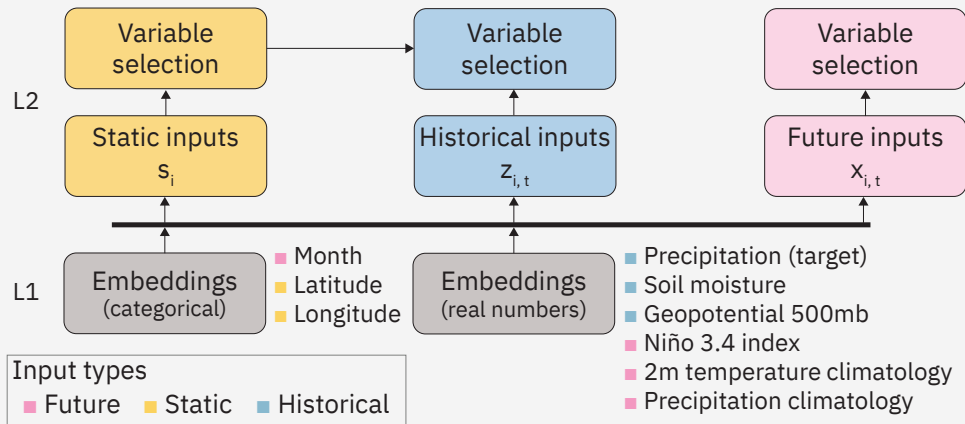 Variable
selection
Variable
selection
Variable
selection
L2
Static inputs
s i
Historical inputs
z i, t
Future inputs
x i, t
L1
Embeddings
(categorical)
Month
Latitude
Longitude
Embeddings
(real numbers)
Precipitation (target)
Soil moisture
Geopotential 500mb
Niño 3.4 index
2m temperature climatology
Precipitation climatology
Input types
Future Static Historical